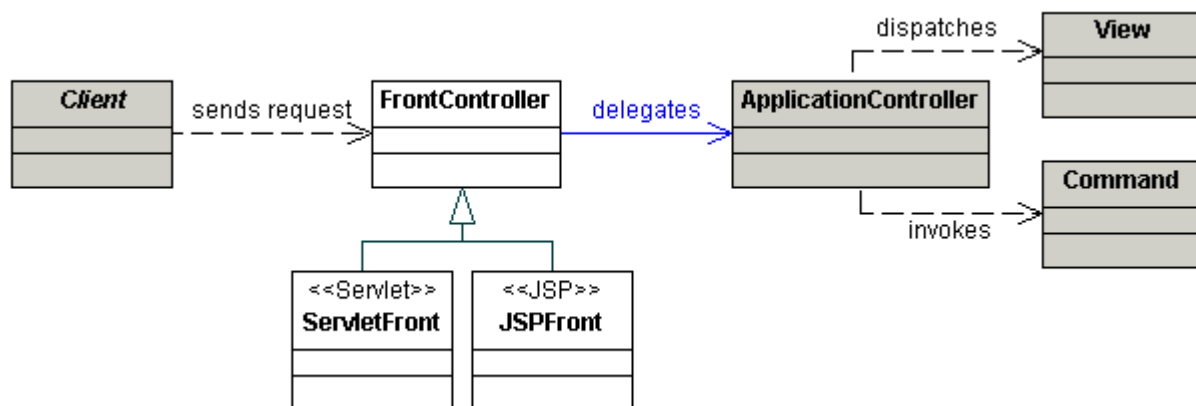 dispatches
View
Client
sends request
FrontController
delegates
ApplicationController
Command
invokes
<<Servlet>>
ServletFront
<<JSP>>
JSPFront